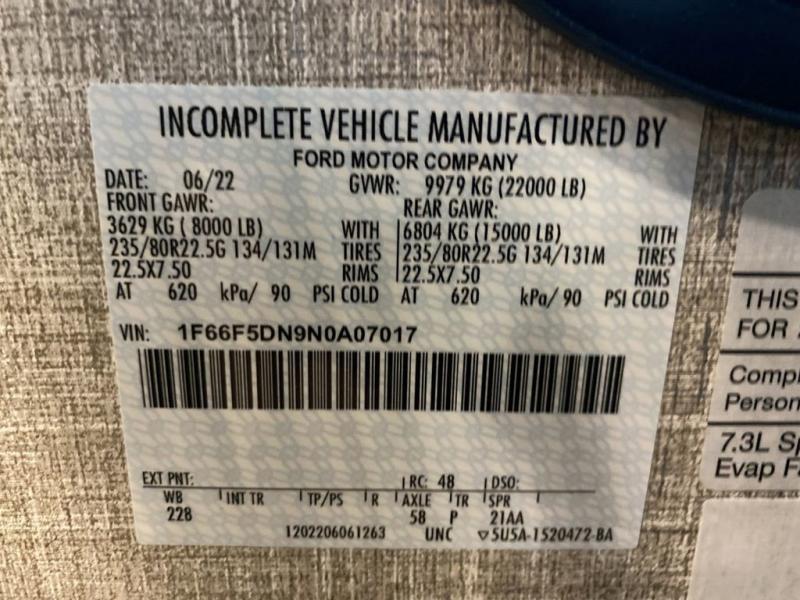 INCOMPLETE VEHICLE MANUFACTURED BY
FORD MOTOR COMPANY
DATE: 06/22 GVWR: 9979 KG (22000 LB)
FRONT GAWR: REAR GAWR:
3629 KG ( 8000 LB) WITH 6804 KG (15000 LB) WITH
235/80R22.5G 134/131M TIRES 235/80R22.5G 134/131M TIRES
22.5X7.50 RIMS 22.5X7.50 RIMS
AT 620 kPa/ 90 PSI COLD AT 620 kPa/ 90 PSI COLD
VIN: 1F66F5DN9N0A07017
EXT PNT: RC: 48 DSO:
WB INT TR TP/PS R AXLE TR SPR
228 58 P 21AA
1202206061263 UNC ▽5U5A-1520472-BA
THIS
FOR
Compl
Person
7.3L Sp
Evap Fa